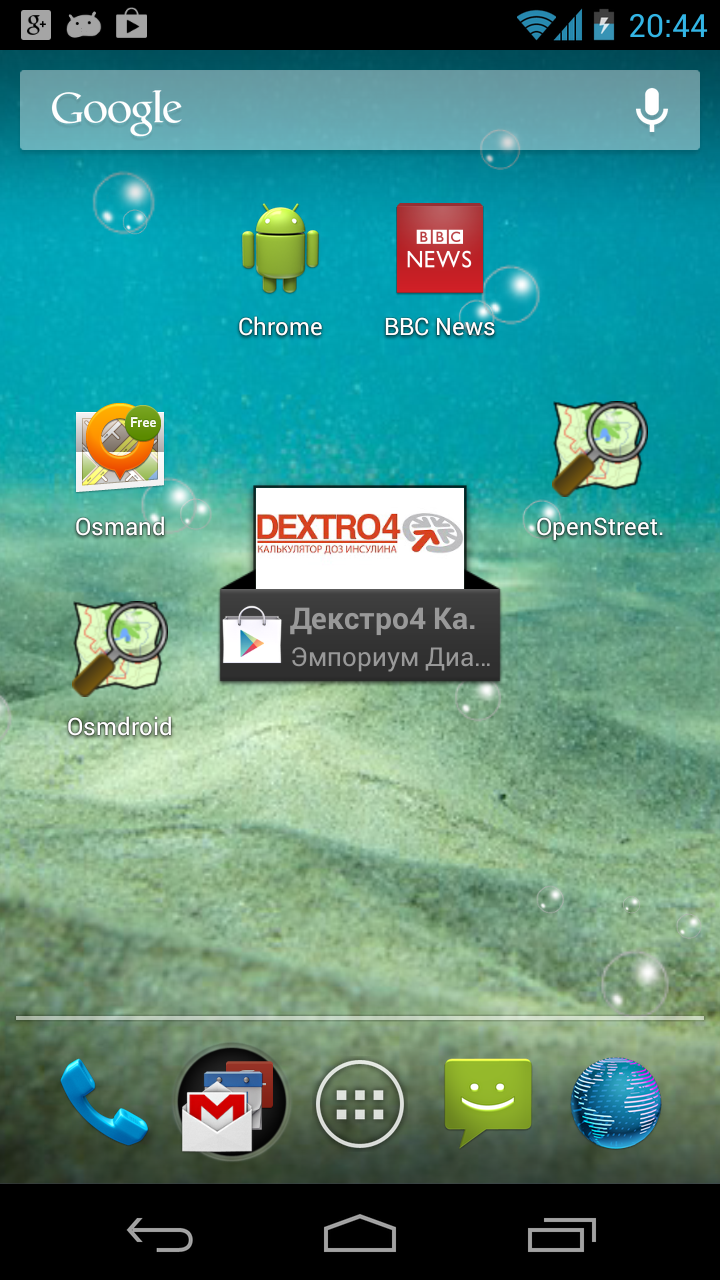 g+
20:44
Google
BBC
NEWS
Chrome
BBC News
Free
Osmand
OpenStreet.
DEXTRO4
КАЛЬКУЛЯТОР ДОЗ ИНСУЛИНА
Декстро4 Ка.
Эмпориум Диа...
Osmdroid